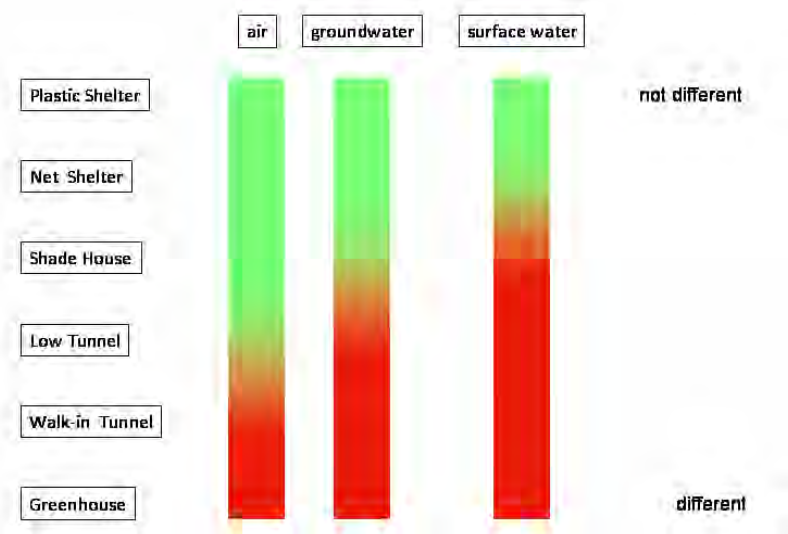 air groundwater surface water
Plastic Shelter not different
Net Shelter
Shade House
Low Tunnel
Walk-in Tunnel
Greenhouse different